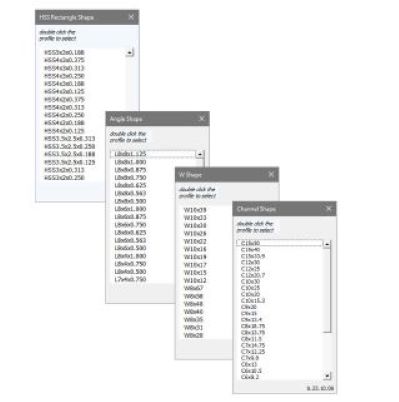 HSS Rectangle Shape
double click the
profile to select
HSS5x2x0.188
HSS4x3x0.375
HSS4x3x0.313
HSS4x3x0.250
HSS4x3x0.188
HSS4x3x0.125
HSS4x2x0.375
HSS4x2x0.313
HSS4x2x0.250
HSS4x2x0.188
HSS4x2x0.125
HSS3.5x2.5x0.313
HSS3.5x2.5x0.250
HSS3.5x2.5x0.188
HSS3.5x2.5x0.125
HSS3x2x0.313
HSS3x2x0.250
Angle Shape
double click the
profile to select
L8x8x1.125
L8x8x1.000
L8x8x0.875
L8x8x0.750
L8x8x0.625
L8x8x0.563
L8x8x0.500
L8x6x1.000
L8x6x0.875
L8x6x0.750
L8x6x0.625
L8x6x0.563
L8x6x0.500
L8x4x0.750
L8x4x0.500
L7x4x0.750
W Shape
double click the
profile to select
W10x39
W10x33
W10x30
W10x26
W10x22
W10x19
W10x17
W10x15
W10x12
W8x67
W8x58
W8x48
W8x40
W8x35
W8x31
W8x28
Channel Shape
double click the
profile to select
C15x50
C15x40
C15x33.9
C12x30
C12x25
C12x20.7
C10x30
C10x25
C10x20
C10x15.3
C9x20
C9x15
C9x13.4
C8x18.75
C8x13.75
C8x11.5
C7x14.75
C7x12.25
C7x9.8
C6x13
C6x10.5
C6x8.2